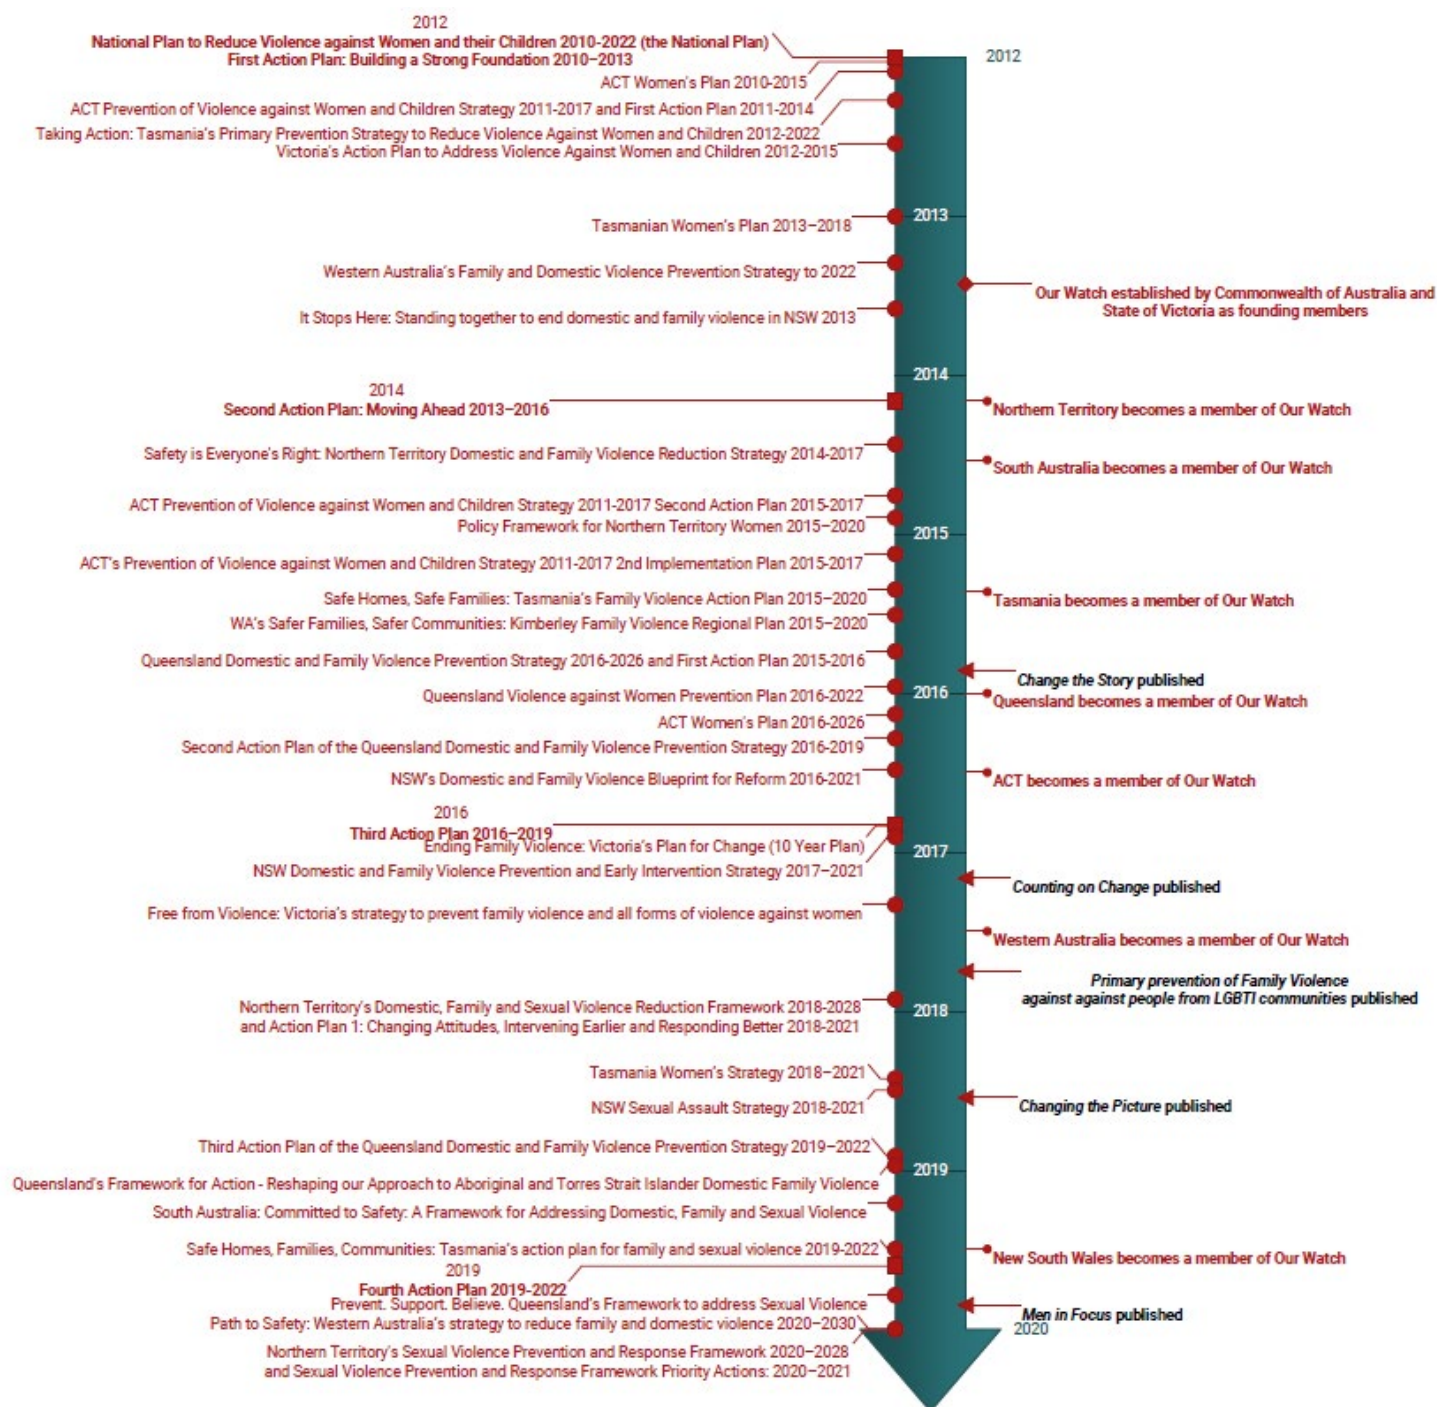 2012
National Plan to Reduce Violence against Women and their Children 2010-2022 (the National Plan)
First Action Plan: Building a Strong Foundation 2010–2013
2012
ACT Women's Plan 2010-2015
ACT Prevention of Violence against Women and Children Strategy 2011-2017 and First Action Plan 2011-2014
Taking Action: Tasmania's Primary Prevention Strategy to Reduce Violence Against Women and Children 2012-2022
Victoria's Action Plan to Address Violence Against Women and Children 2012-2015
2013
Tasmanian Women's Plan 2013–2018
Western Australia's Family and Domestic Violence Prevention Strategy to 2022
Our Watch established by Commonwealth of Australia and
State of Victoria as founding members
It Stops Here: Standing together to end domestic and family violence in NSW 2013
2014
2014
Second Action Plan: Moving Ahead 2013–2016
Northern Territory becomes a member of Our Watch
Safety is Everyone's Right: Northern Territory Domestic and Family Violence Reduction Strategy 2014-2017
South Australia becomes a member of Our Watch
ACT Prevention of Violence against Women and Children Strategy 2011-2017 Second Action Plan 2015-2017
Policy Framework for Northern Territory Women 2015–2020
2015
ACT's Prevention of Violence against Women and Children Strategy 2011-2017 2nd Implementation Plan 2015-2017
Safe Homes, Safe Families: Tasmania's Family Violence Action Plan 2015–2020
Tasmania becomes a member of Our Watch
WA's Safer Families, Safer Communities: Kimberley Family Violence Regional Plan 2015–2020
Queensland Domestic and Family Violence Prevention Strategy 2016-2026 and First Action Plan 2015-2016
Change the Story published
Queensland Violence against Women Prevention Plan 2016-2022
2016
Queensland becomes a member of Our Watch
ACT Women's Plan 2016-2026
Second Action Plan of the Queensland Domestic and Family Violence Prevention Strategy 2016-2019
NSW's Domestic and Family Violence Blueprint for Reform 2016-2021
ACT becomes a member of Our Watch
2016
Third Action Plan 2016–2019
Ending Family Violence: Victoria's Plan for Change (10 Year Plan)
2017
NSW Domestic and Family Violence Prevention and Early Intervention Strategy 2017–2021
Counting on Change published
Free from Violence: Victoria's strategy to prevent family violence and all forms of violence against women
Western Australia becomes a member of Our Watch
Primary prevention of Family Violence
against against people from LGBTI communities published
Northern Territory's Domestic, Family and Sexual Violence Reduction Framework 2018-2028
and Action Plan 1: Changing Attitudes, Intervening Earlier and Responding Better 2018-2021
2018
Tasmania Women's Strategy 2018–2021
NSW Sexual Assault Strategy 2018-2021
Changing the Picture published
Third Action Plan of the Queensland Domestic and Family Violence Prevention Strategy 2019–2022
2019
Queensland's Framework for Action - Reshaping our Approach to Aboriginal and Torres Strait Islander Domestic Family Violence
South Australia: Committed to Safety: A Framework for Addressing Domestic, Family and Sexual Violence
Safe Homes, Families, Communities: Tasmania's action plan for family and sexual violence 2019-2022
New South Wales becomes a member of Our Watch
2019
Fourth Action Plan 2019-2022
Prevent. Support. Believe. Queensland's Framework to address Sexual Violence
Men in Focus published
Path to Safety: Western Australia's strategy to reduce family and domestic violence 2020–2030
2020
Northern Territory's Sexual Violence Prevention and Response Framework 2020–2028
and Sexual Violence Prevention and Response Framework Priority Actions: 2020–2021